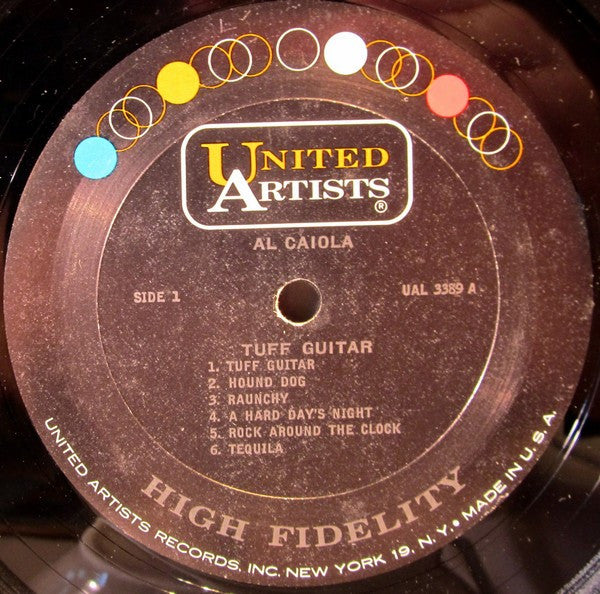 UNITED
ARTISTS®
AL CAIOLA
SIDE 1
UAL 3389 A
TUFF GUITAR
1. TUFF GUITAR
2. HOUND DOG
3. RAUNCHY
4. A HARD DAY'S NIGHT
5. ROCK AROUND THE CLOCK
6. TEQUILA
HIGH FIDELITY
UNITED ARTISTS RECORDS, INC. NEW YORK 19, N.Y. • MADE IN U.S.A.